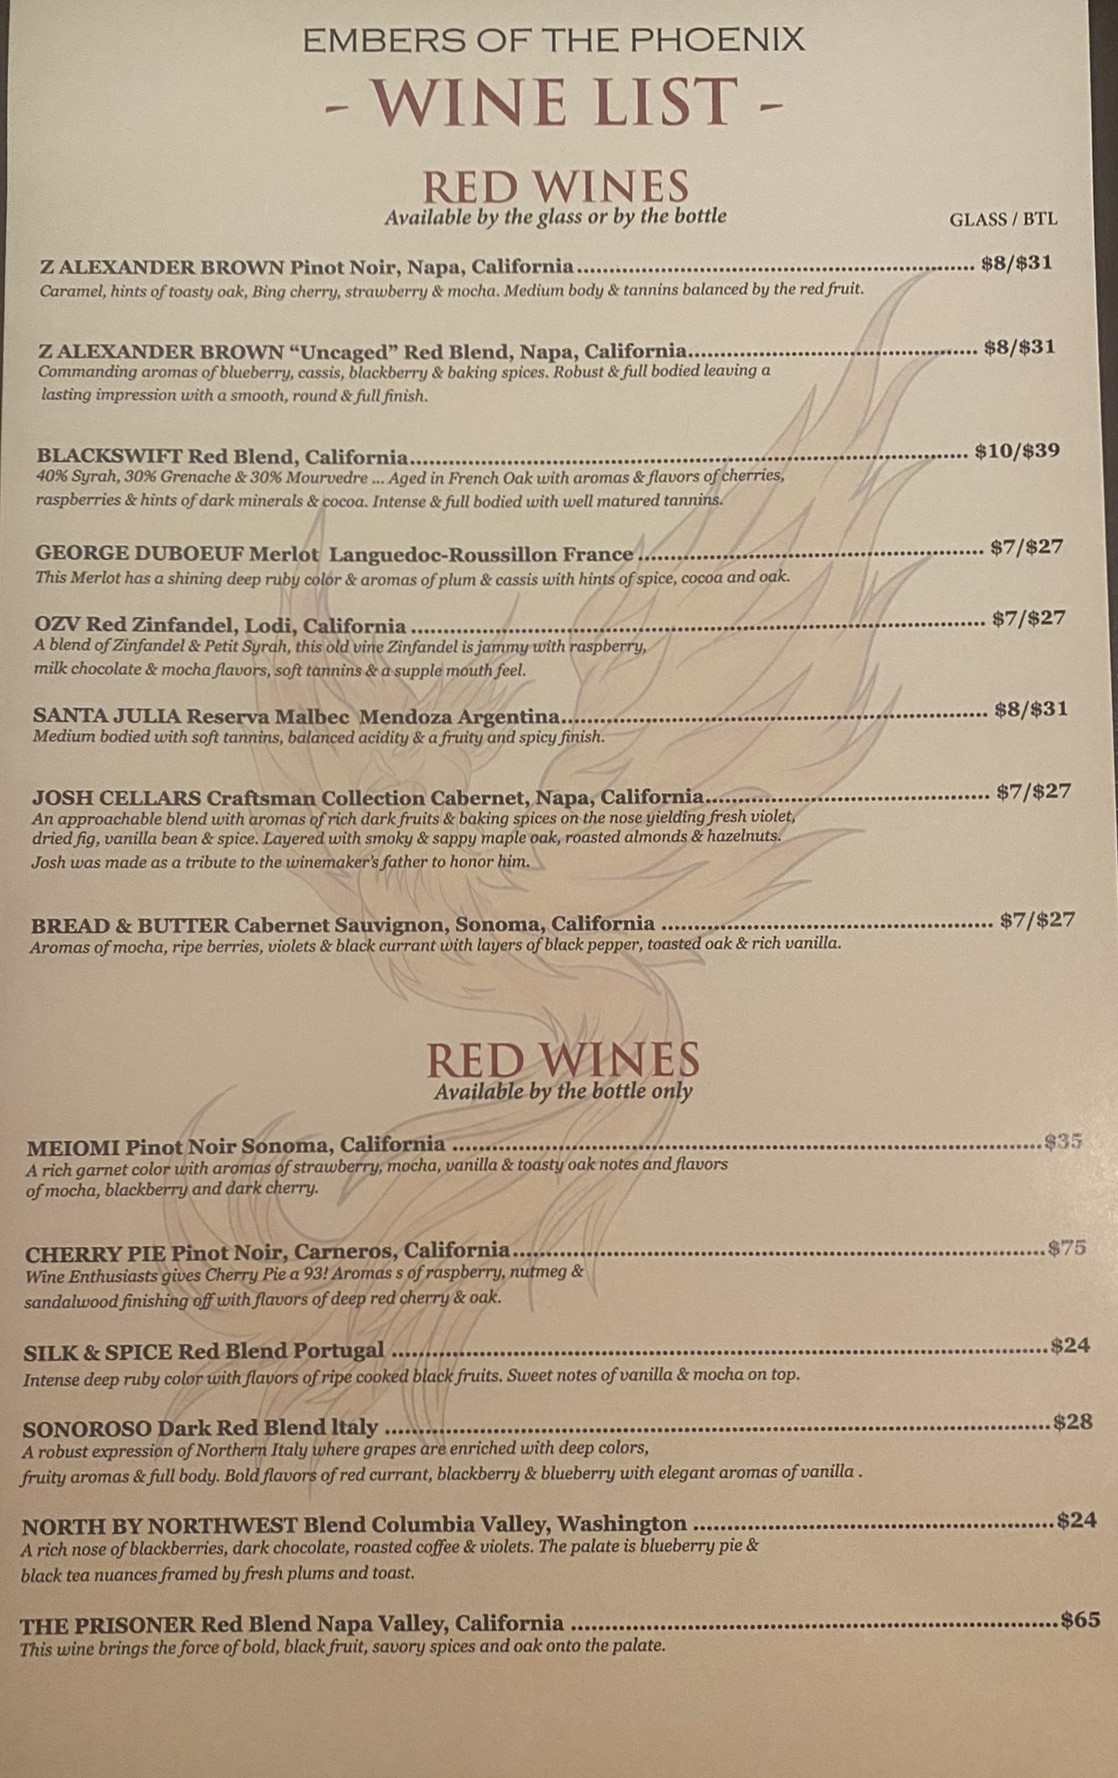 EMBERS OF THE PHOENIX
- WINE LIST -
RED WINES
Available by the glass or by the bottle
GLASS / BTL
Z ALEXANDER BROWN Pinot Noir, Napa, California.......................................................................... $8/$31
Caramel, hints of toasty oak, Bing cherry, strawberry & mocha. Medium body & tannins balanced by the red fruit.
Z ALEXANDER BROWN “Uncaged” Red Blend, Napa, California..................................................... $8/$31
Commanding aromas of blueberry, cassis, blackberry & baking spices. Robust & full bodied leaving a
lasting impression with a smooth, round & full finish.
BLACKSWIFT Red Blend, California.................................................................................................... $10/$39
40% Syrah, 30% Grenache & 30% Mourvedre ... Aged in French Oak with aromas & flavors of cherries,
raspberries & hints of dark minerals & cocoa. Intense & full bodied with well matured tannins.
GEORGE DUBOEUF Merlot Languedoc-Roussillon France............................................................... $7/$27
This Merlot has a shining deep ruby color & aromas of plum & cassis with hints of spice, cocoa and oak.
OZV Red Zinfandel, Lodi, California ..................................................................................................... $7/$27
A blend of Zinfandel & Petit Syrah, this old vine Zinfandel is jammy with raspberry,
milk chocolate & mocha flavors, soft tannins & a supple mouth feel.
SANTA JULIA Reserva Malbec Mendoza Argentina........................................................................... $8/$31
Medium bodied with soft tannins, balanced acidity & a fruity and spicy finish.
JOSH CELLARS Craftsman Collection Cabernet, Napa, California.................................................. $7/$27
An approachable blend with aromas of rich dark fruits & baking spices on the nose yielding fresh violet,
dried fig, vanilla bean & spice. Layered with smoky & sappy maple oak, roasted almonds & hazelnuts.
Josh was made as a tribute to the winemaker's father to honor him.
BREAD & BUTTER Cabernet Sauvignon, Sonoma, California .......................................................... $7/$27
Aromas of mocha, ripe berries, violets & black currant with layers of black pepper, toasted oak & rich vanilla.
RED WINES
Available by the bottle only
MEIOMI Pinot Noir Sonoma, California .........................................................................................................$35
A rich garnet color with aromas of strawberry, mocha, vanilla & toasty oak notes and flavors
of mocha, blackberry and dark cherry.
CHERRY PIE Pinot Noir, Carneros, California...............................................................................................$75
Wine Enthusiasts gives Cherry Pie a 93! Aromas s of raspberry, nutmeg &
sandalwood finishing off with flavors of deep red cherry & oak.
SILK & SPICE Red Blend Portugal ....................................................................................................................$24
Intense deep ruby color with flavors of ripe cooked black fruits. Sweet notes of vanilla & mocha on top.
SONOROSO Dark Red Blend Italy .....................................................................................................................$28
A robust expression of Northern Italy where grapes are enriched with deep colors,
fruity aromas & full body. Bold flavors of red currant, blackberry & blueberry with elegant aromas of vanilla .
NORTH BY NORTHWEST Blend Columbia Valley, Washington ................................................................$24
A rich nose of blackberries, dark chocolate, roasted coffee & violets. The palate is blueberry pie &
black tea nuances framed by fresh plums and toast.
THE PRISONER Red Blend Napa Valley, California .....................................................................................$65
This wine brings the force of bold, black fruit, savory spices and oak onto the palate.